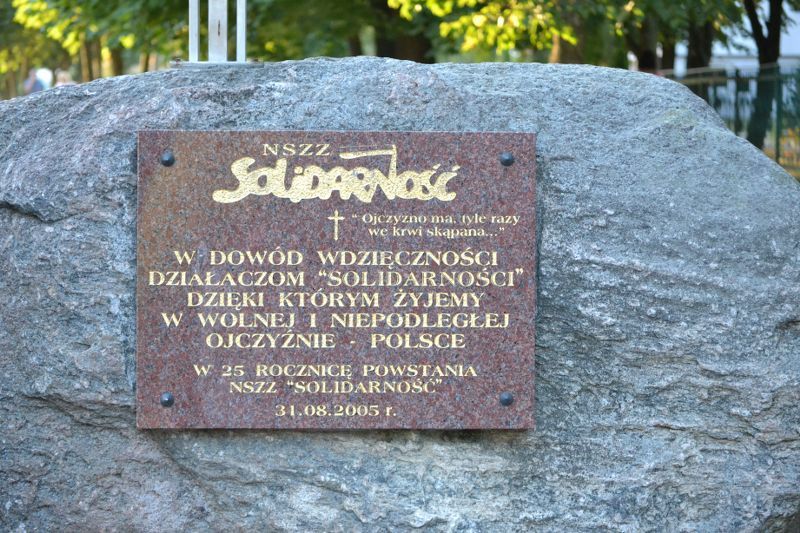 NSZZ
Solidarność
" Ojczyzno ma, tyle razy
we krwi skąpana..."
W DOWÓD WDZIĘCZNOŚCI
DZIAŁACZOM "SOLIDARNOŚCI"
DZIĘKI KTÓRYM ŻYJEMY
W WOLNEJ I NIEPODLEGŁEJ
OJCZYŹNIE - POLSCE
W 25 ROCZNICĘ POWSTANIA
NSZZ "SOLIDARNOŚĆ"
31.08.2005 r.